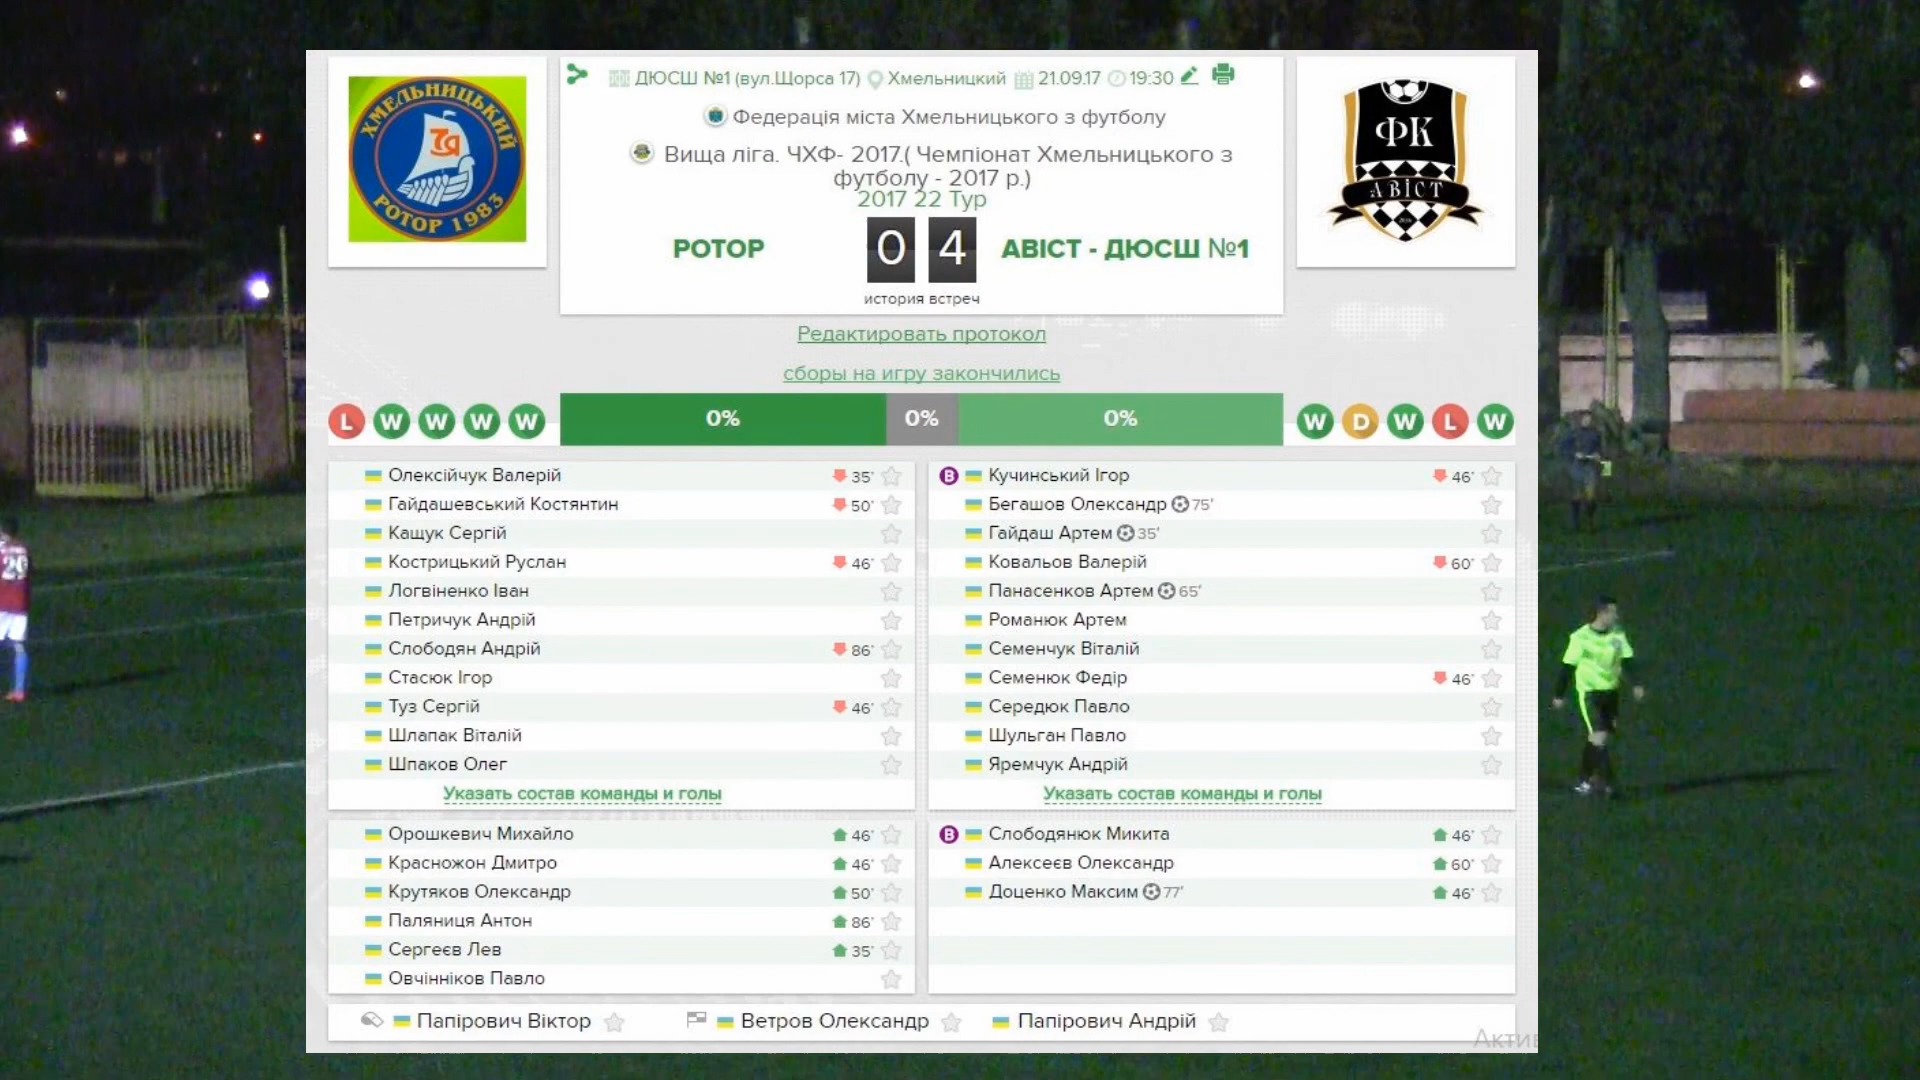 ДЮСШ №1 (вул.Щорса 17) Хмельницкий 21.09.17 19:30
Федерація міста Хмельницького з футболу
Вища ліга. ЧХФ- 2017.( Чемпіонат Хмельницького з
футболу - 2017 р.)
2017 22 Тур
ХМЕЛЬНИЦЬКИЙ
РОТОР 1983
ФК
АВІСТ
РОТОР 0 4 АВІСТ - ДЮСШ №1
история встреч
Редактировать протокол
сборы на игру закончились
L W W W W 0% 0% 0% W D W L W
Олексійчук Валерій 35'
Гайдашевський Костянтин 50'
Кащук Сергій
Кострицький Руслан 46'
Логвіненко Іван
Петричук Андрій
Слободян Андрій 86'
Стасюк Ігор
Туз Сергій 46'
Шлапак Віталій
Шпаков Олег
Указать состав команды и голы
B Кучинський Ігор 46'
Бегашов Олександр 75'
Гайдаш Артем 35'
Ковальов Валерій 60'
Панасенков Артем 65'
Романюк Артем
Семенчук Віталій
Семенюк Федір 46'
Середюк Павло
Шульган Павло
Яремчук Андрій
Указать состав команды и голы
Орошкевич Михайло 46'
Красножон Дмитро 46'
Крутяков Олександр 50'
Паляниця Антон 86'
Сергеєв Лев 35'
Овчінніков Павло
B Слободянюк Микита 46'
Алексеєв Олександр 60'
Доценко Максим 77' 46'
Папірович Віктор Ветров Олександр Папірович Андрій
29